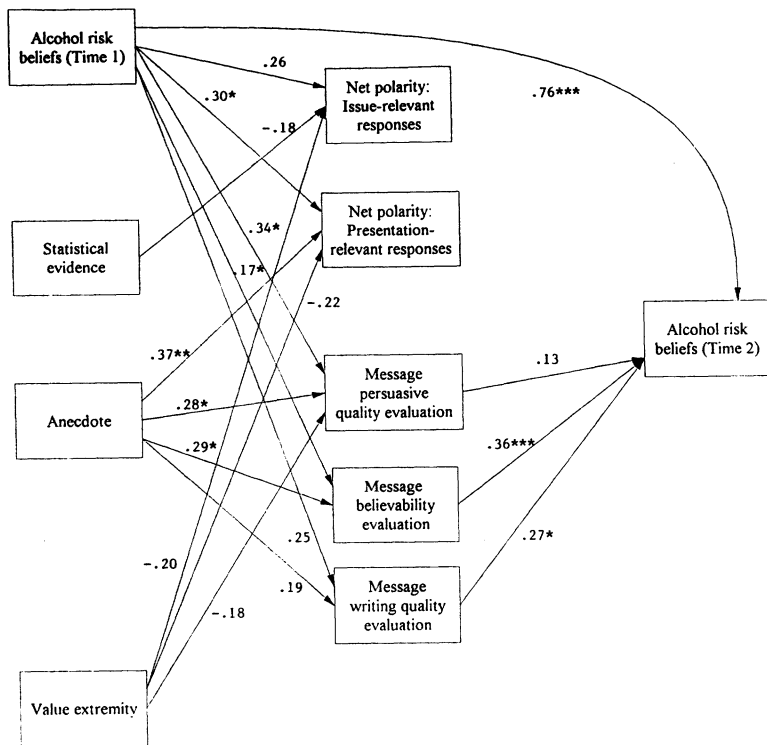 Alcohol risk
beliefs (Time 1)
.26
.76***
Net polarity:
Issue-relevant
responses
.30*
-.18
Net polarity:
Presentation-
relevant responses
Statistical
evidence
.34*
.17*
-.22
Alcohol risk
beliefs (Time 2)
.37**
Message
persuasive
quality evaluation
.13
Anecdote
.28*
.29*
.36***
Message
believability
evaluation
.25
.27*
-.20
.19
-.18
Message
writing quality
evaluation
Value extremity